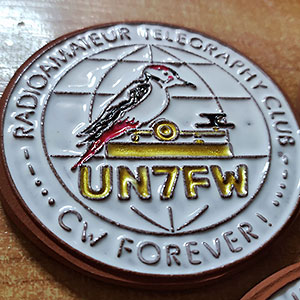 RADIOAMATEUR TELEGRAPHY CLUB
UN7FW
CW FOREVER!